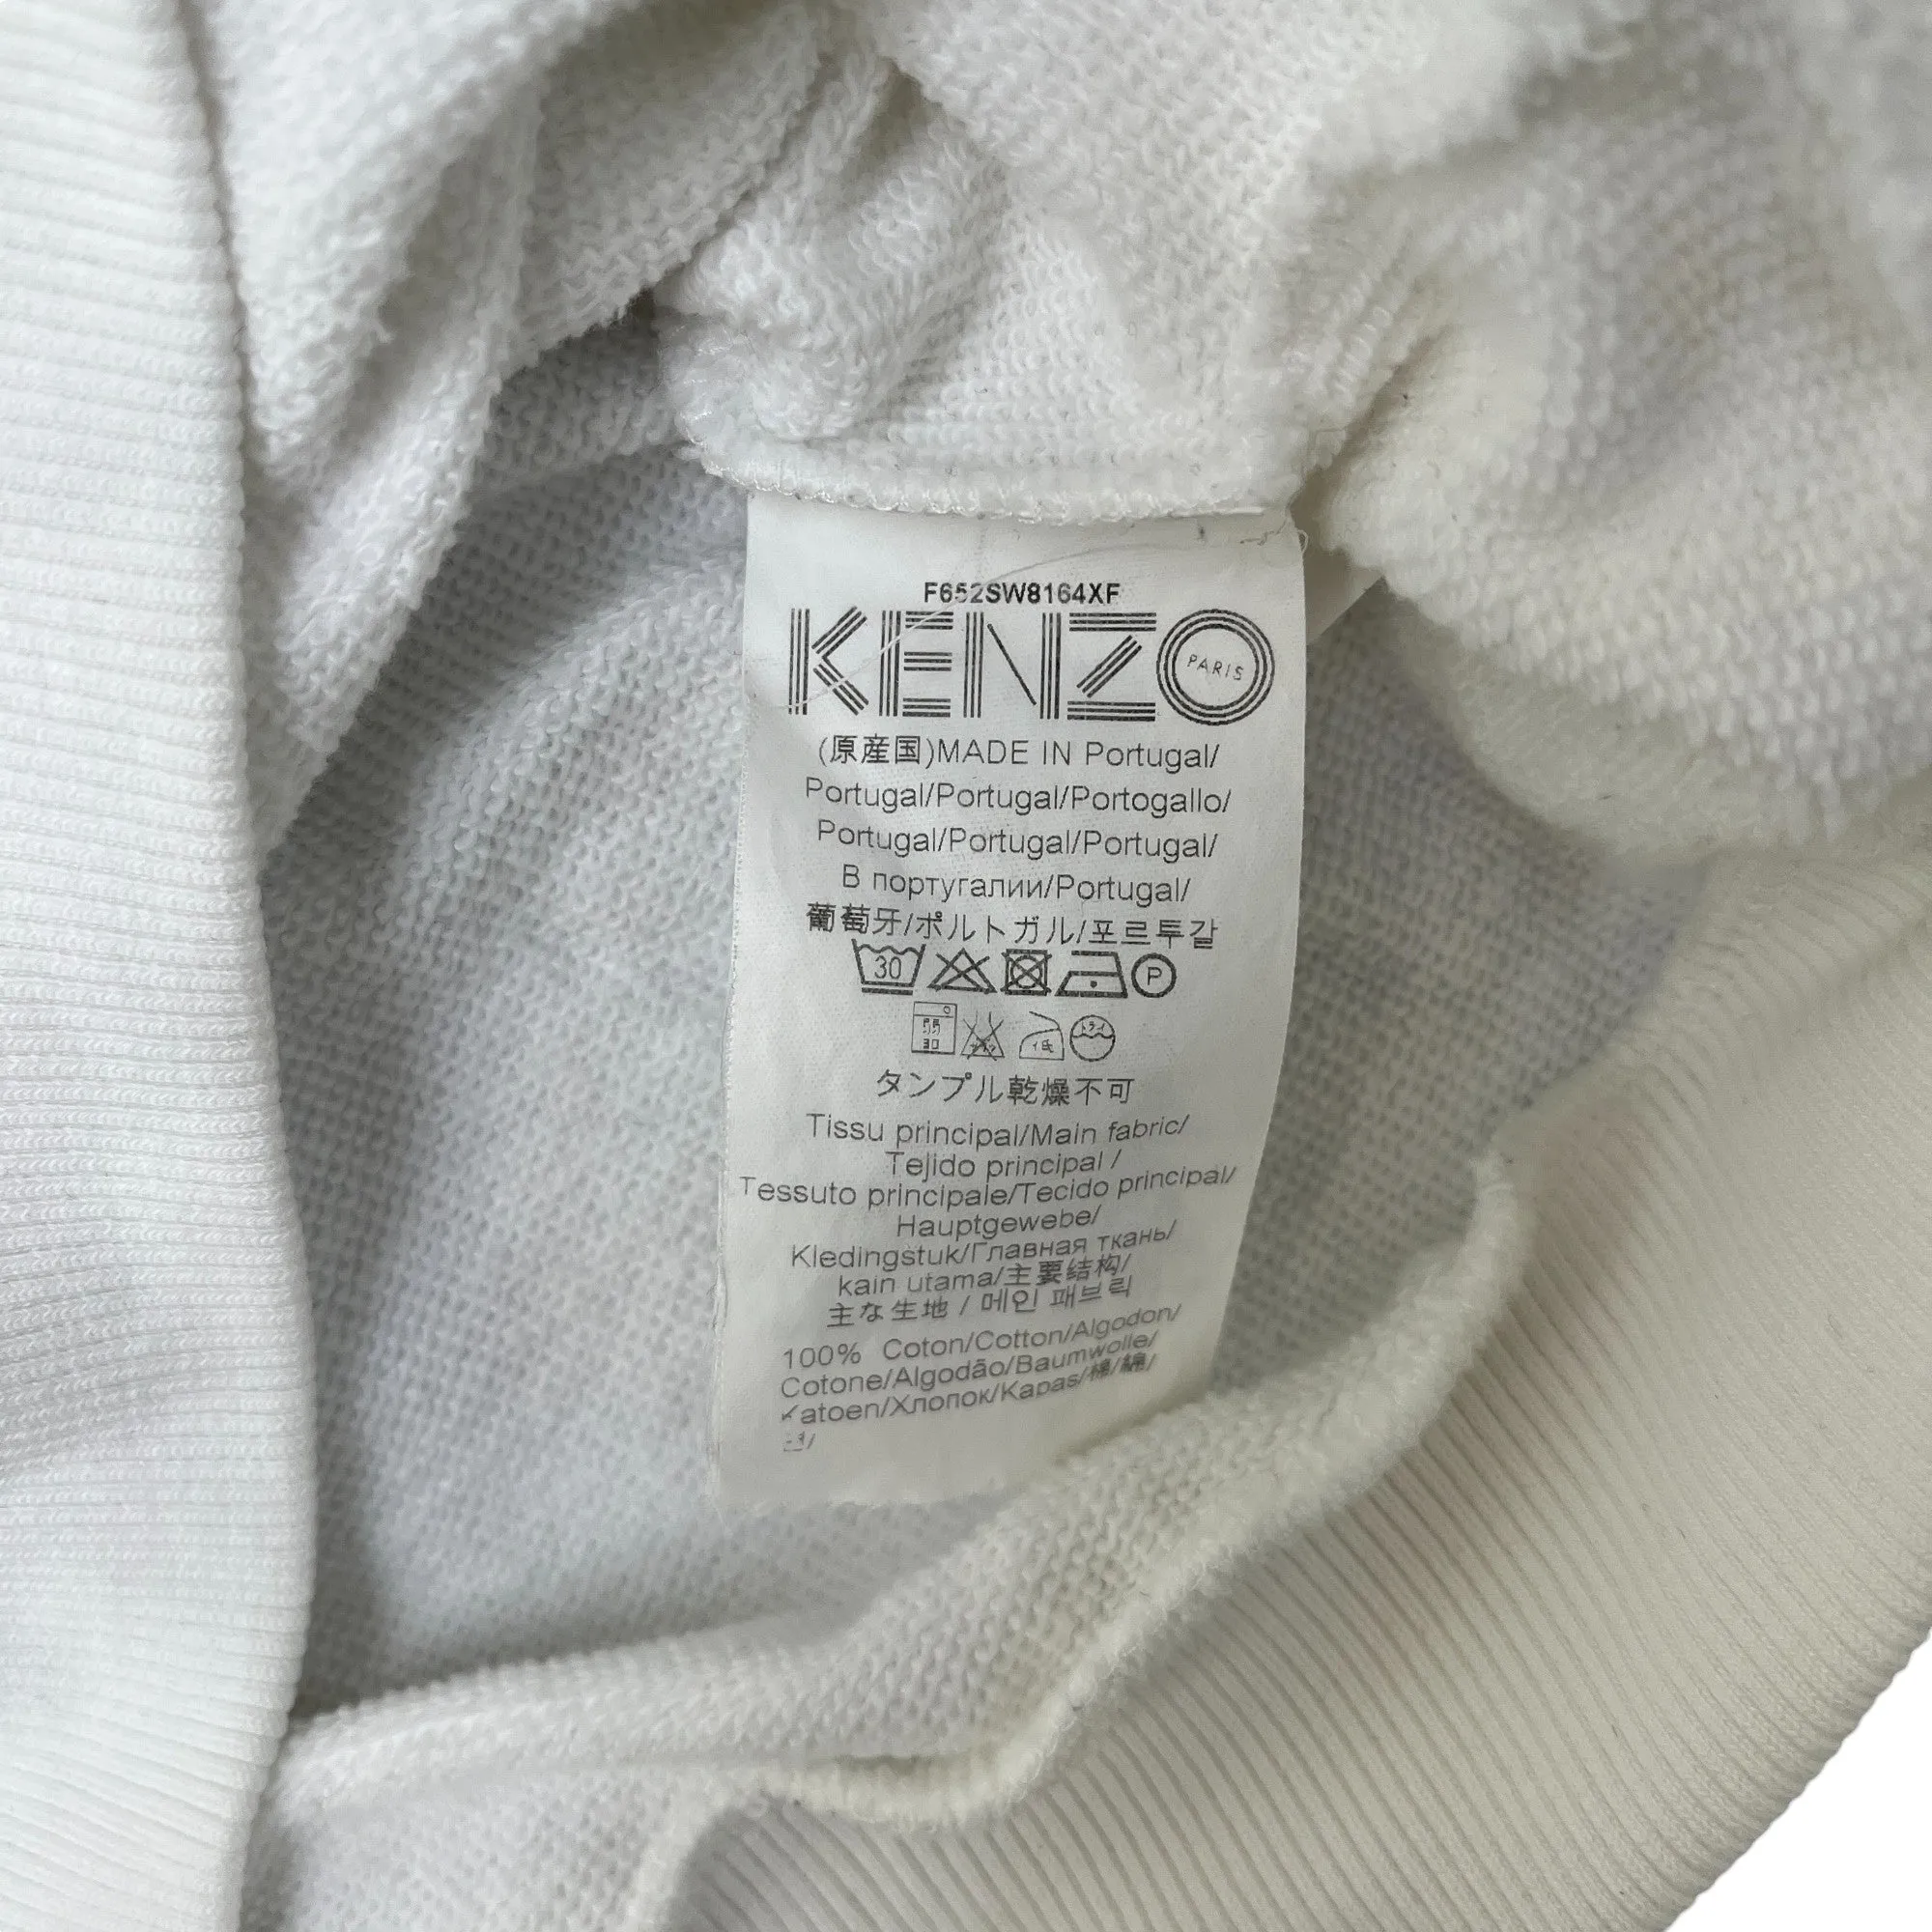 F652SW8164XF
KENZO
PARIS
(原産国)MADE IN Portugal/
Portugal/Portugal/Portogallo/
Portugal/Portugal/Portugal/
В португалии/Portugal/
葡萄牙/ポルトガル/포르투갈
30 P
30
タンブル乾燥不可
Tissu principal/Main fabric/
Tejido principal /
Tessuto principale/Tecido principal/
Hauptgewebe/
Kledingstuk/Главная ткань/
kain utama/主要结构/
主な生地 / 메인 패브릭
100% Coton/Cotton/Algodon/
Cotone/Algodão/Baumwolle/
Katoen/Хлопок/Kapas/棉/綿/